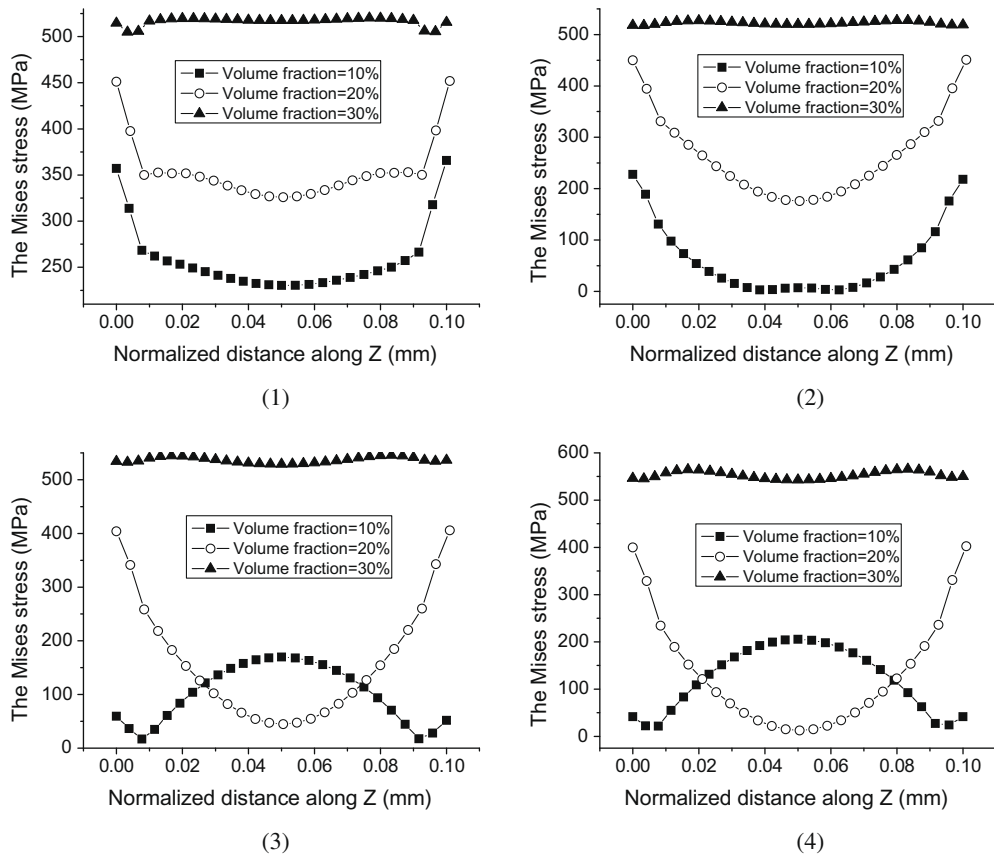 500
450
400
350
300
250
The Mises stress (MPa)
Volume fraction=10%
Volume fraction=20%
Volume fraction=30%
0.00 0.02 0.04 0.06 0.08 0.10
Normalized distance along Z (mm)
(1)
500
400
300
200
100
0
The Mises stress (MPa)
Volume fraction=10%
Volume fraction=20%
Volume fraction=30%
0.00 0.02 0.04 0.06 0.08 0.10
Normalized distance along Z (mm)
(2)
500
400
300
200
100
0
The Mises stress (MPa)
Volume fraction=10%
Volume fraction=20%
Volume fraction=30%
0.00 0.02 0.04 0.06 0.08 0.10
Normalized distance along Z (mm)
(3)
600
500
400
300
200
100
0
The Mises stress (MPa)
Volume fraction=10%
Volume fraction=20%
Volume fraction=30%
0.00 0.02 0.04 0.06 0.08 0.10
Normalized distance along Z (mm)
(4)